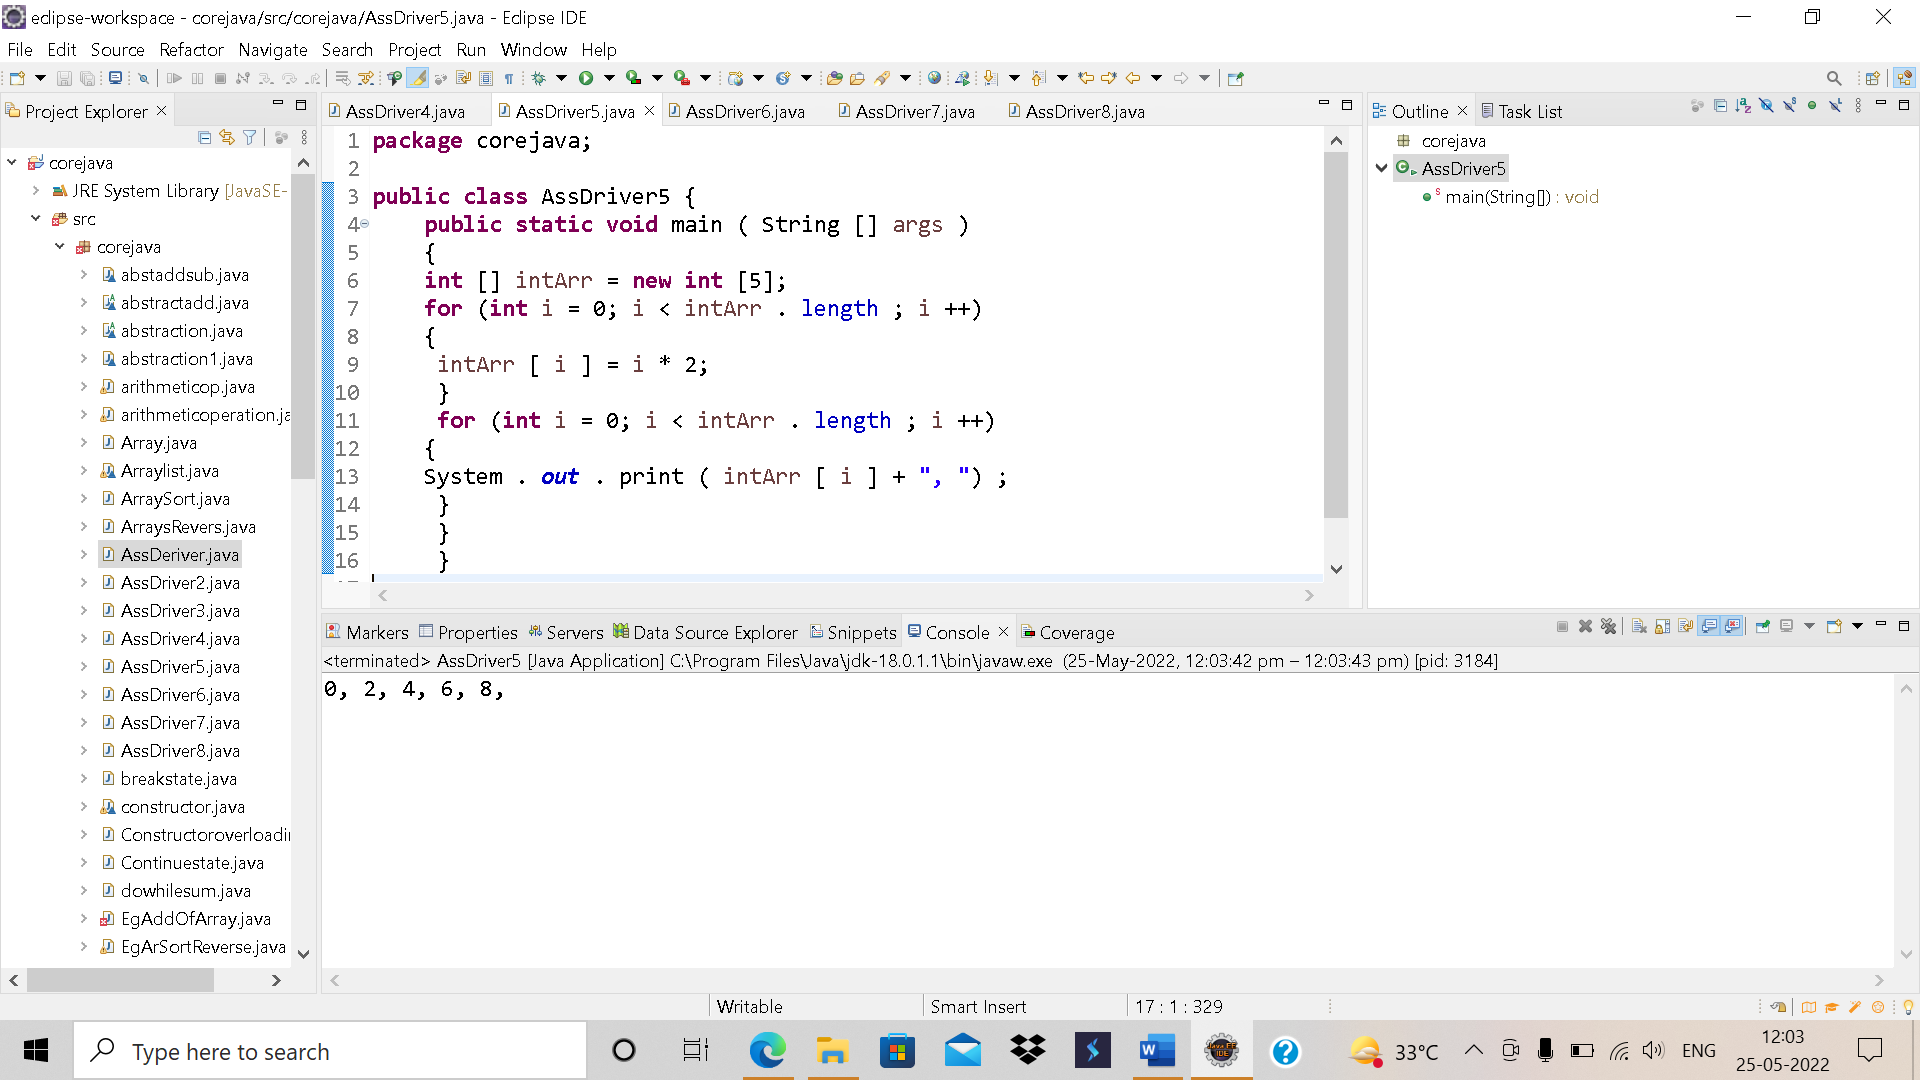 eclipse-workspace - corejava/src/corejava/AssDriver5.java - Eclipse IDE
File Edit Source Refactor Navigate Search Project Run Window Help
Project Explorer
corejava
JRE System Library [JavaSE-
src
corejava
abstaddsub.java
abstractadd.java
abstraction.java
abstraction1.java
arithmeticop.java
arithmeticoperation.ja
Array.java
Arraylist.java
ArraySort.java
ArraysRevers.java
AssDeriver.java
AssDriver2.java
AssDriver3.java
AssDriver4.java
AssDriver5.java
AssDriver6.java
AssDriver7.java
AssDriver8.java
breakstate.java
constructor.java
Constructoroverloadin
Continuestate.java
dowhilesum.java
EgAddOfArray.java
EgArSortReverse.java
AssDriver4.java AssDriver5.java AssDriver6.java AssDriver7.java AssDriver8.java
1 package corejava;
2
3 public class AssDriver5 {
4 public static void main ( String [] args )
5 {
6 int [] intArr = new int [5];
7 for (int i = 0; i < intArr . length ; i ++)
8 {
9 intArr [ i ] = i * 2;
10 }
11 for (int i = 0; i < intArr . length ; i ++)
12 {
13 System . out . print ( intArr [ i ] + ", ") ;
14 }
15 }
16 }
Outline Task List
corejava
AssDriver5
main(String[]) : void
Markers Properties Servers Data Source Explorer Snippets Console Coverage
<terminated> AssDriver5 [Java Application] C:\Program Files\Java\jdk-18.0.1.1\bin\javaw.exe (25-May-2022, 12:03:42 pm – 12:03:43 pm) [pid: 3184]
0, 2, 4, 6, 8,
Writable Smart Insert 17 : 1 : 329
Type here to search
33°C
ENG
12:03
25-05-2022